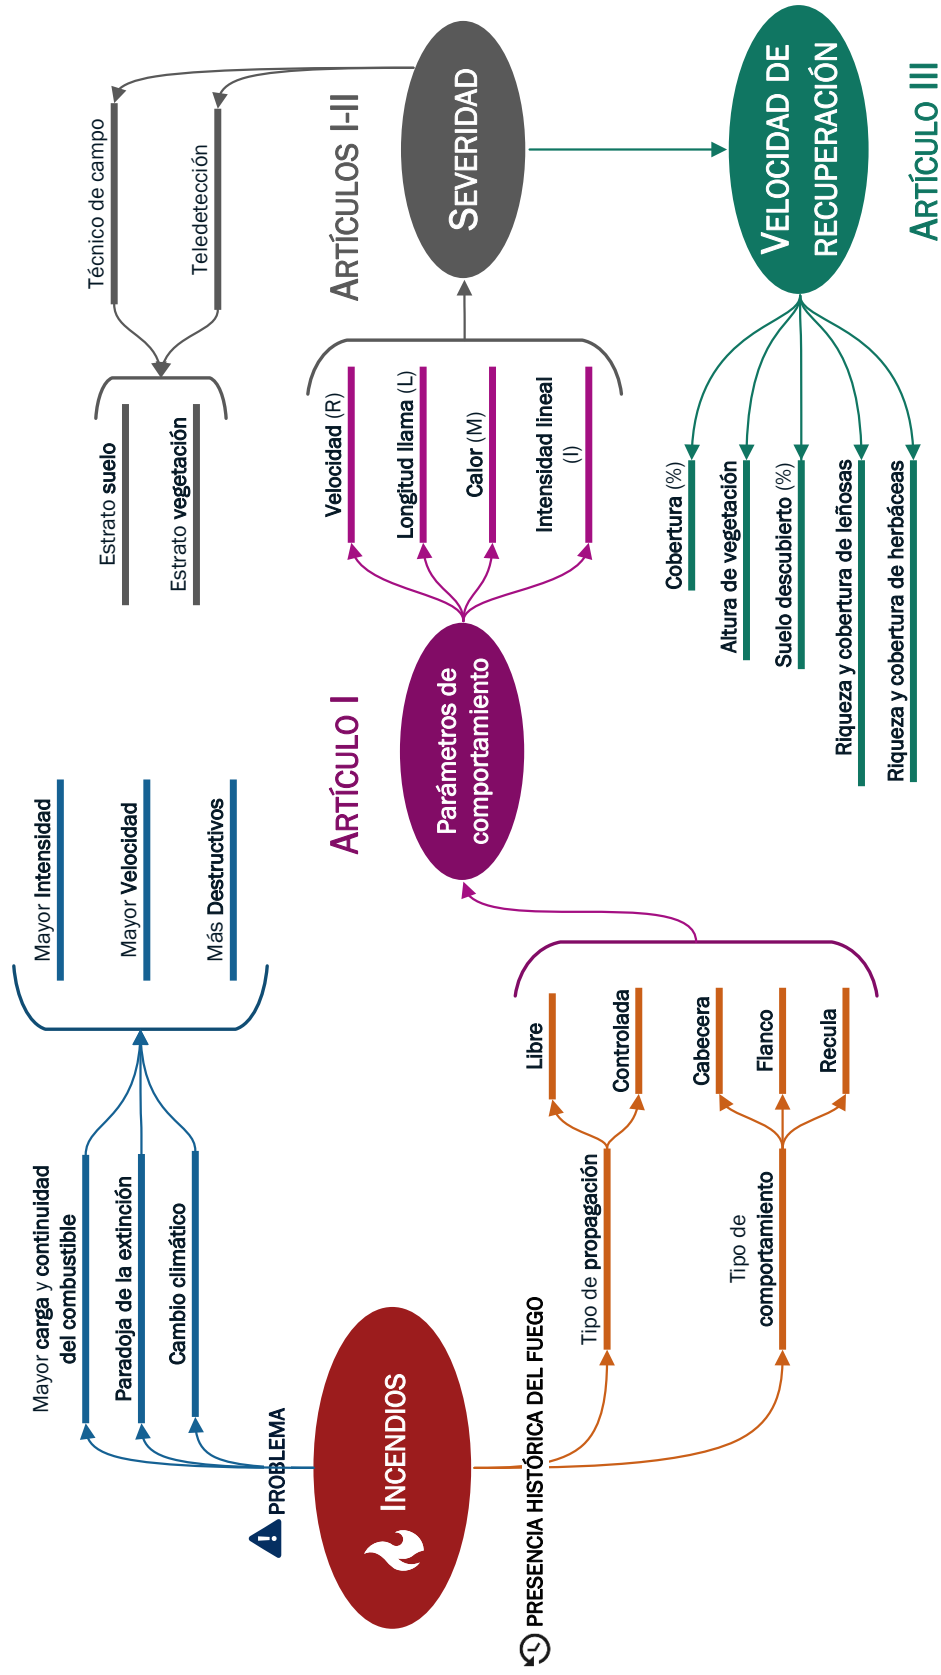 PROBLEMA
INCENDIOS
PRESENCIA HISTÓRICA DEL FUEGO
Mayor carga y continuidad
del combustible
Paradoja de la extinción
Cambio climático
Mayor Intensidad
Mayor Velocidad
Más Destructivos
Tipo de propagación
Tipo de
comportamiento
Libre
Controlada
Cabecera
Flanco
Recula
ARTÍCULO I
Parámetros de
comportamiento
Velocidad (R)
Longitud llama (L)
Calor (M)
Intensidad lineal
(I)
Estrato suelo
Estrato vegetación
Técnico de campo
Teledetección
ARTÍCULOS I-II
SEVERIDAD
Cobertura (%)
Altura de vegetación
Suelo descubierto (%)
Riqueza y cobertura de leñosas
Riqueza y cobertura de herbáceas
VELOCIDAD DE
RECUPERACIÓN
ARTÍCULO III